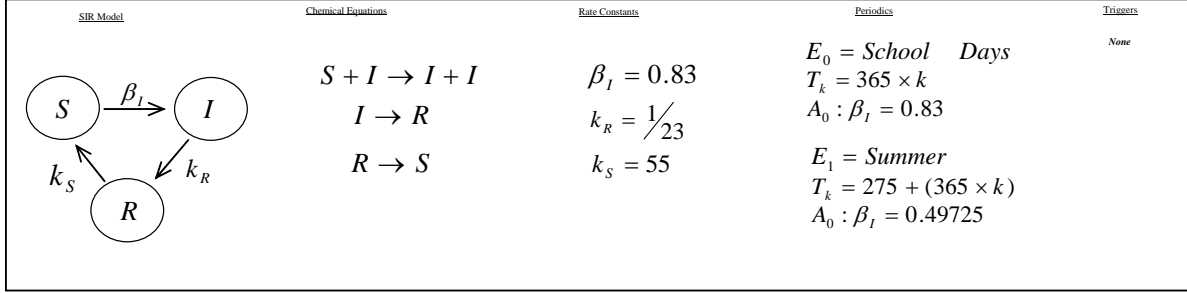 SIR Model
S
β_I
I
k_S
k_R
R
Chemical Equations
S + I → I + I
I → R
R → S
Rate Constants
β_I = 0.83
k_R = 1/23
k_S = 55
Periodics
E_0 = School Days
T_k = 365 × k
A_0 : β_I = 0.83
E_1 = Summer
T_k = 275 + (365 × k)
A_0 : β_I = 0.49725
Triggers
None